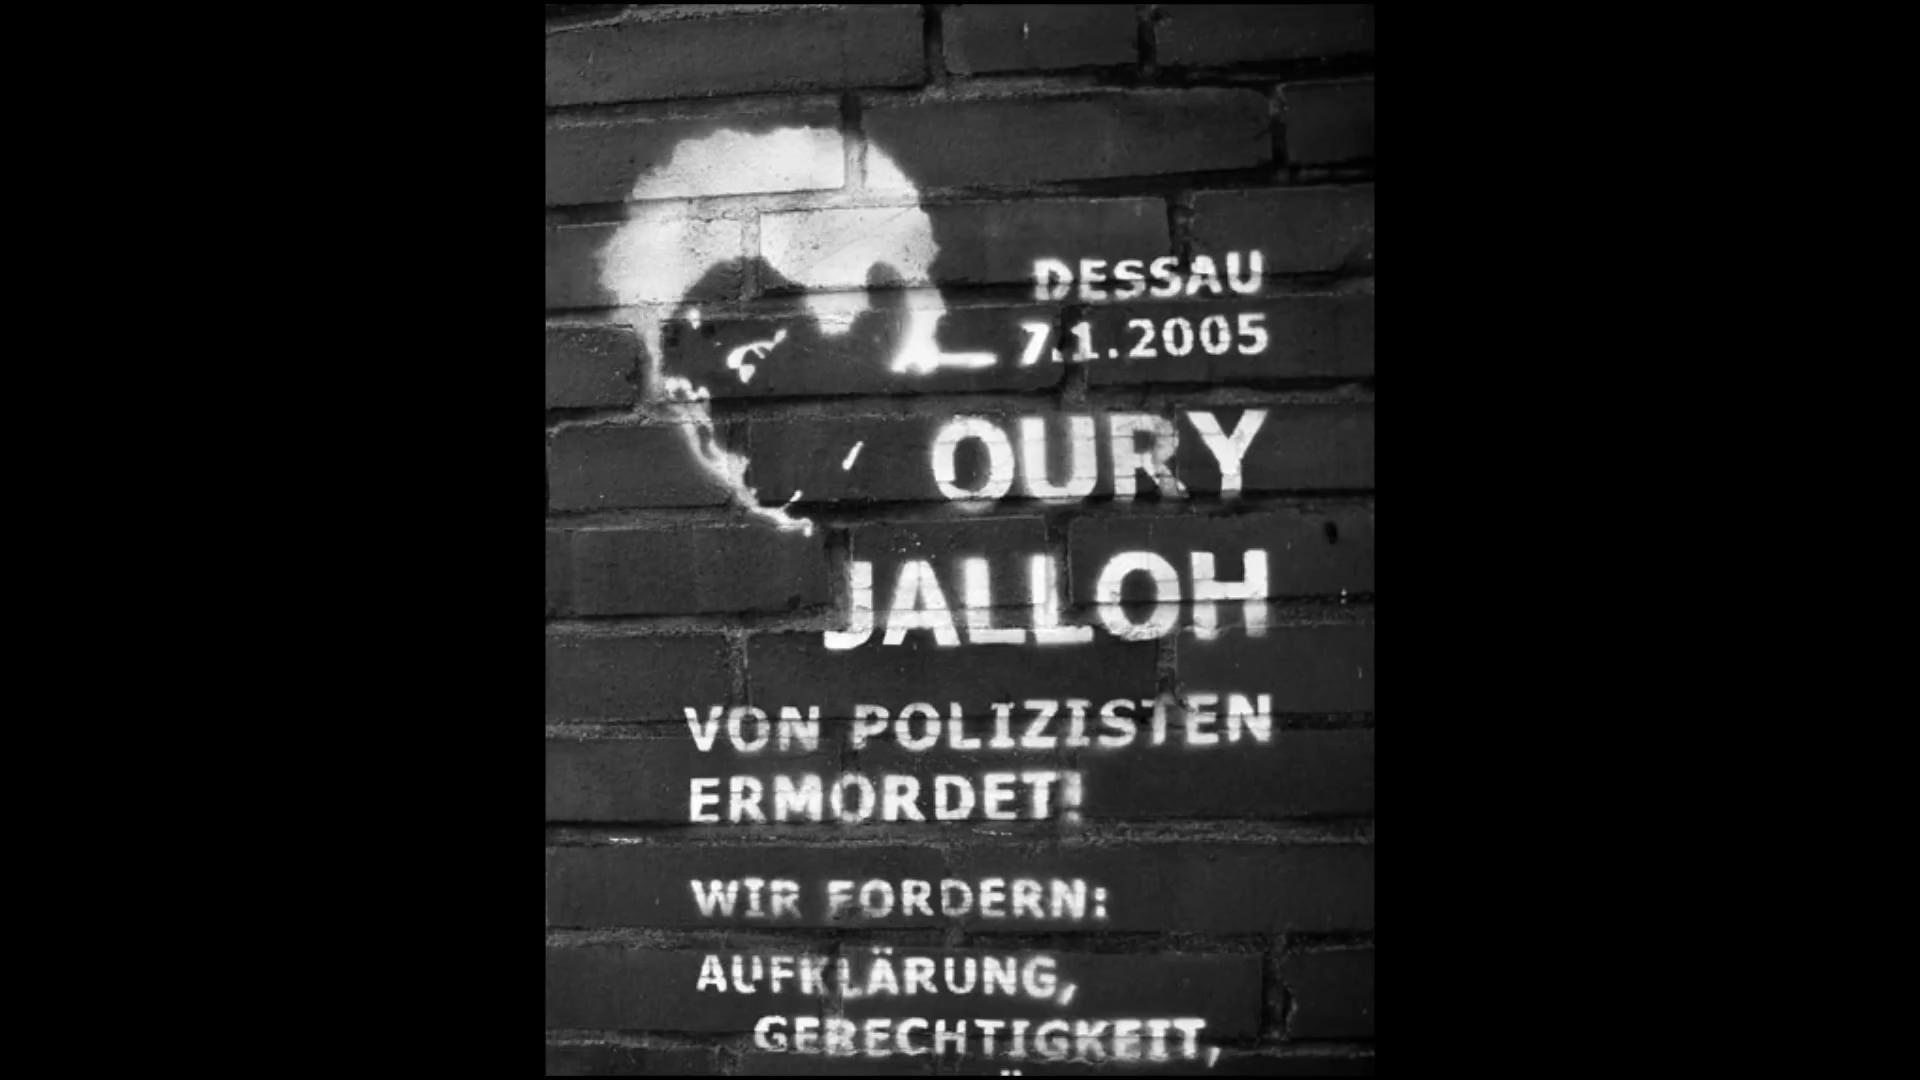 DESSAU
7.1.2005
OURY
JALLOH
VON POLIZISTEN
ERMORDET!
WIR FORDERN:
AUFKLÄRUNG,
GERECHTIGKEIT,